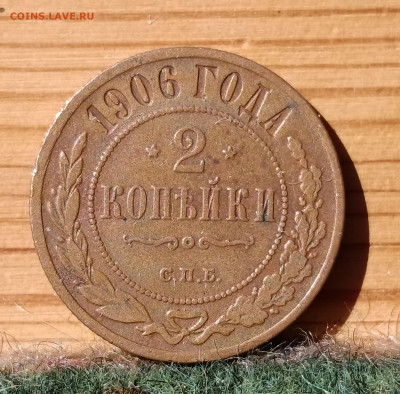 COINS.LAVE.RU
1906 ГОДА
2
КОПѢЙКИ
С.П.Б.